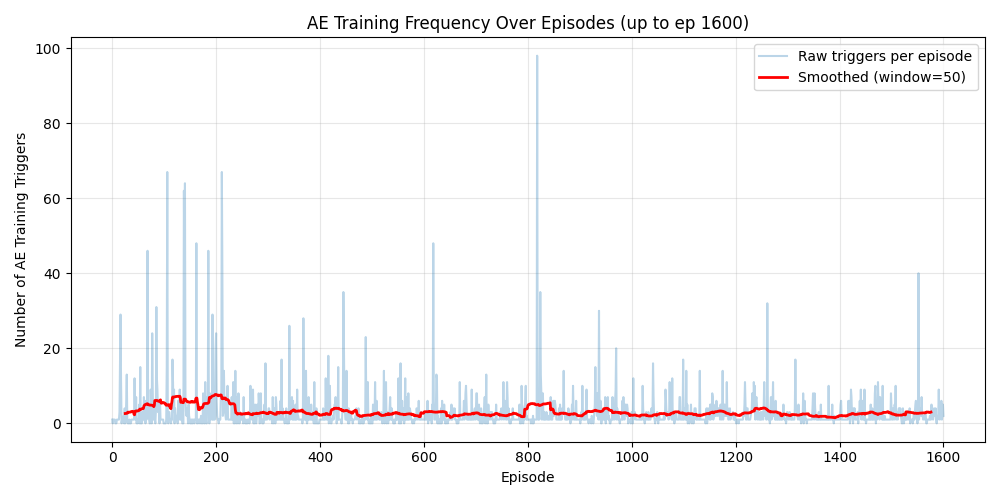 AE Training Frequency Over Episodes (up to ep 1600)
Raw triggers per episode
Smoothed (window=50)
Number of AE Training Triggers
100
80
60
40
20
0
0 200 400 600 800 1000 1200 1400 1600
Episode